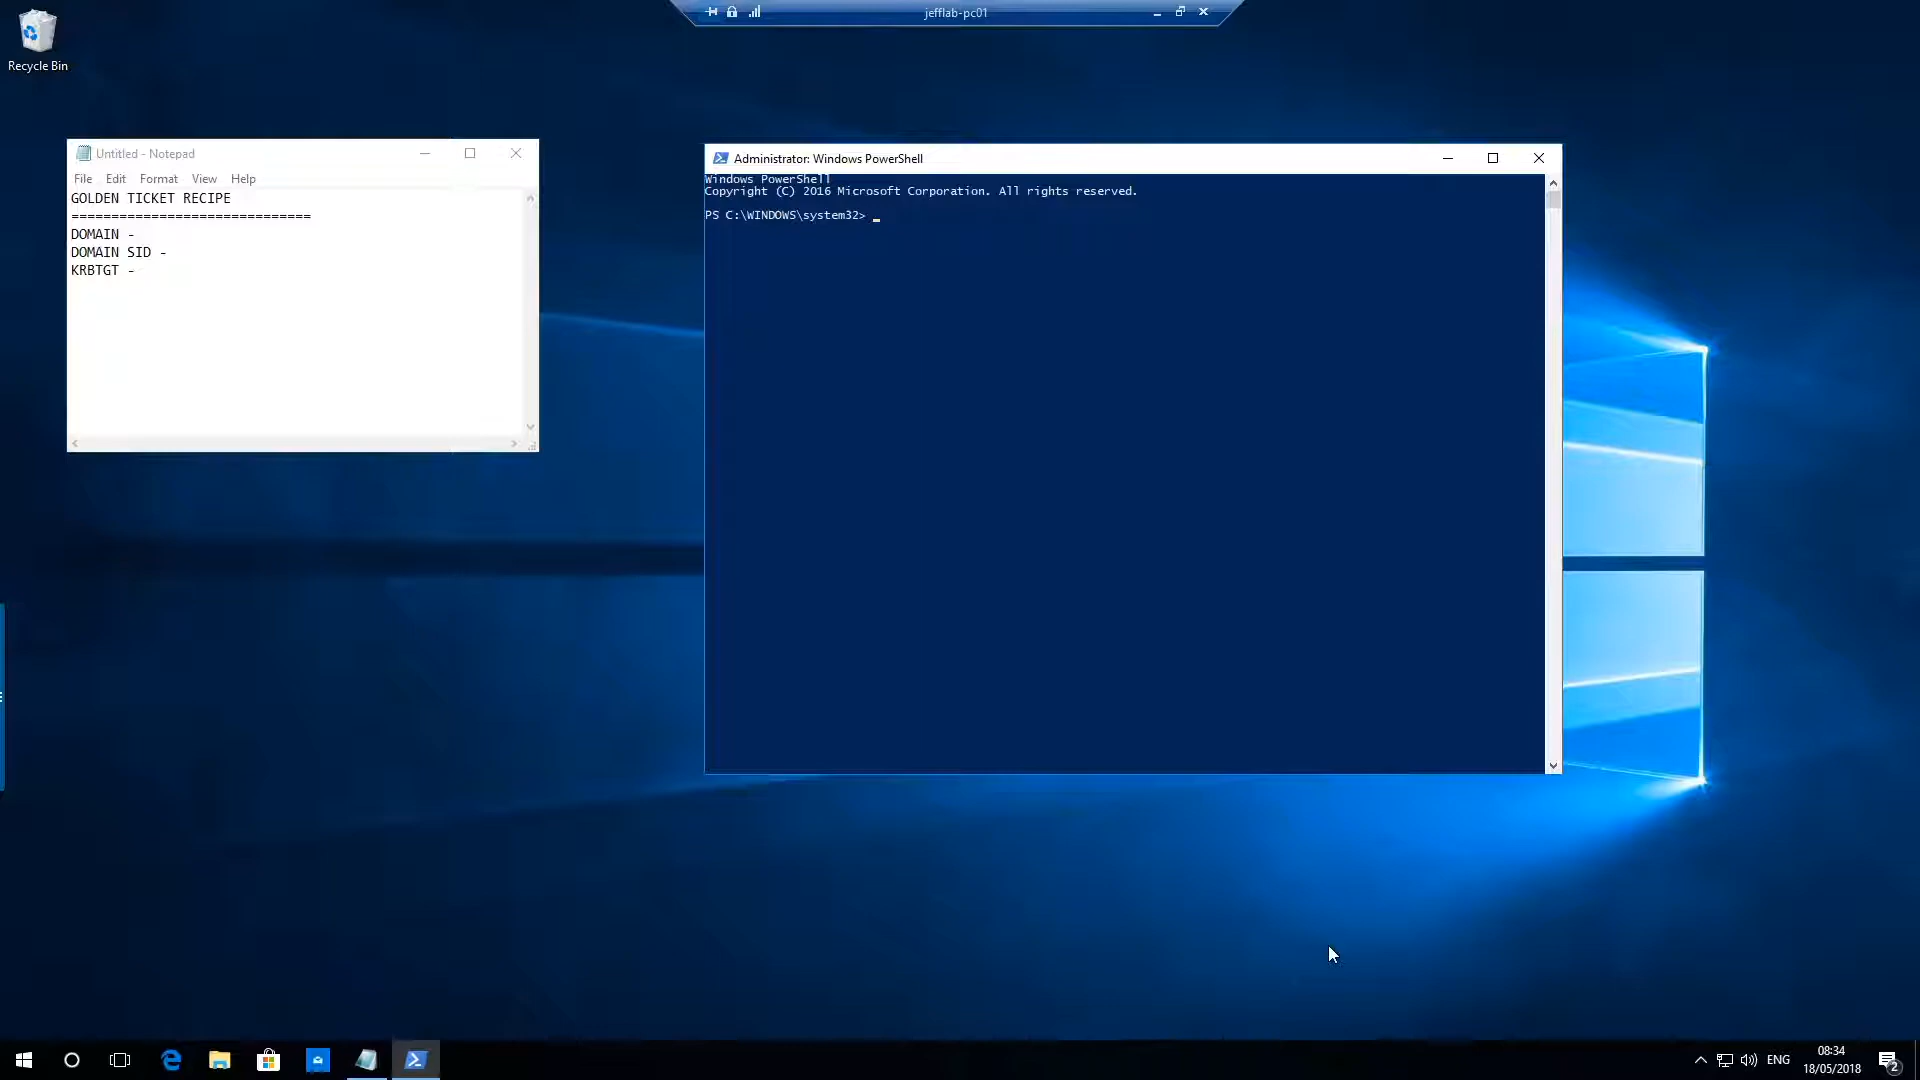 jefflab-pc01
Recycle Bin
Untitled - Notepad
File Edit Format View Help
GOLDEN TICKET RECIPE
==============================
DOMAIN -
DOMAIN SID -
KRBTGT -
Administrator: Windows PowerShell
Windows PowerShell
Copyright (C) 2016 Microsoft Corporation. All rights reserved.
PS C:\WINDOWS\system32> _
ENG
08:34
18/05/2018
2